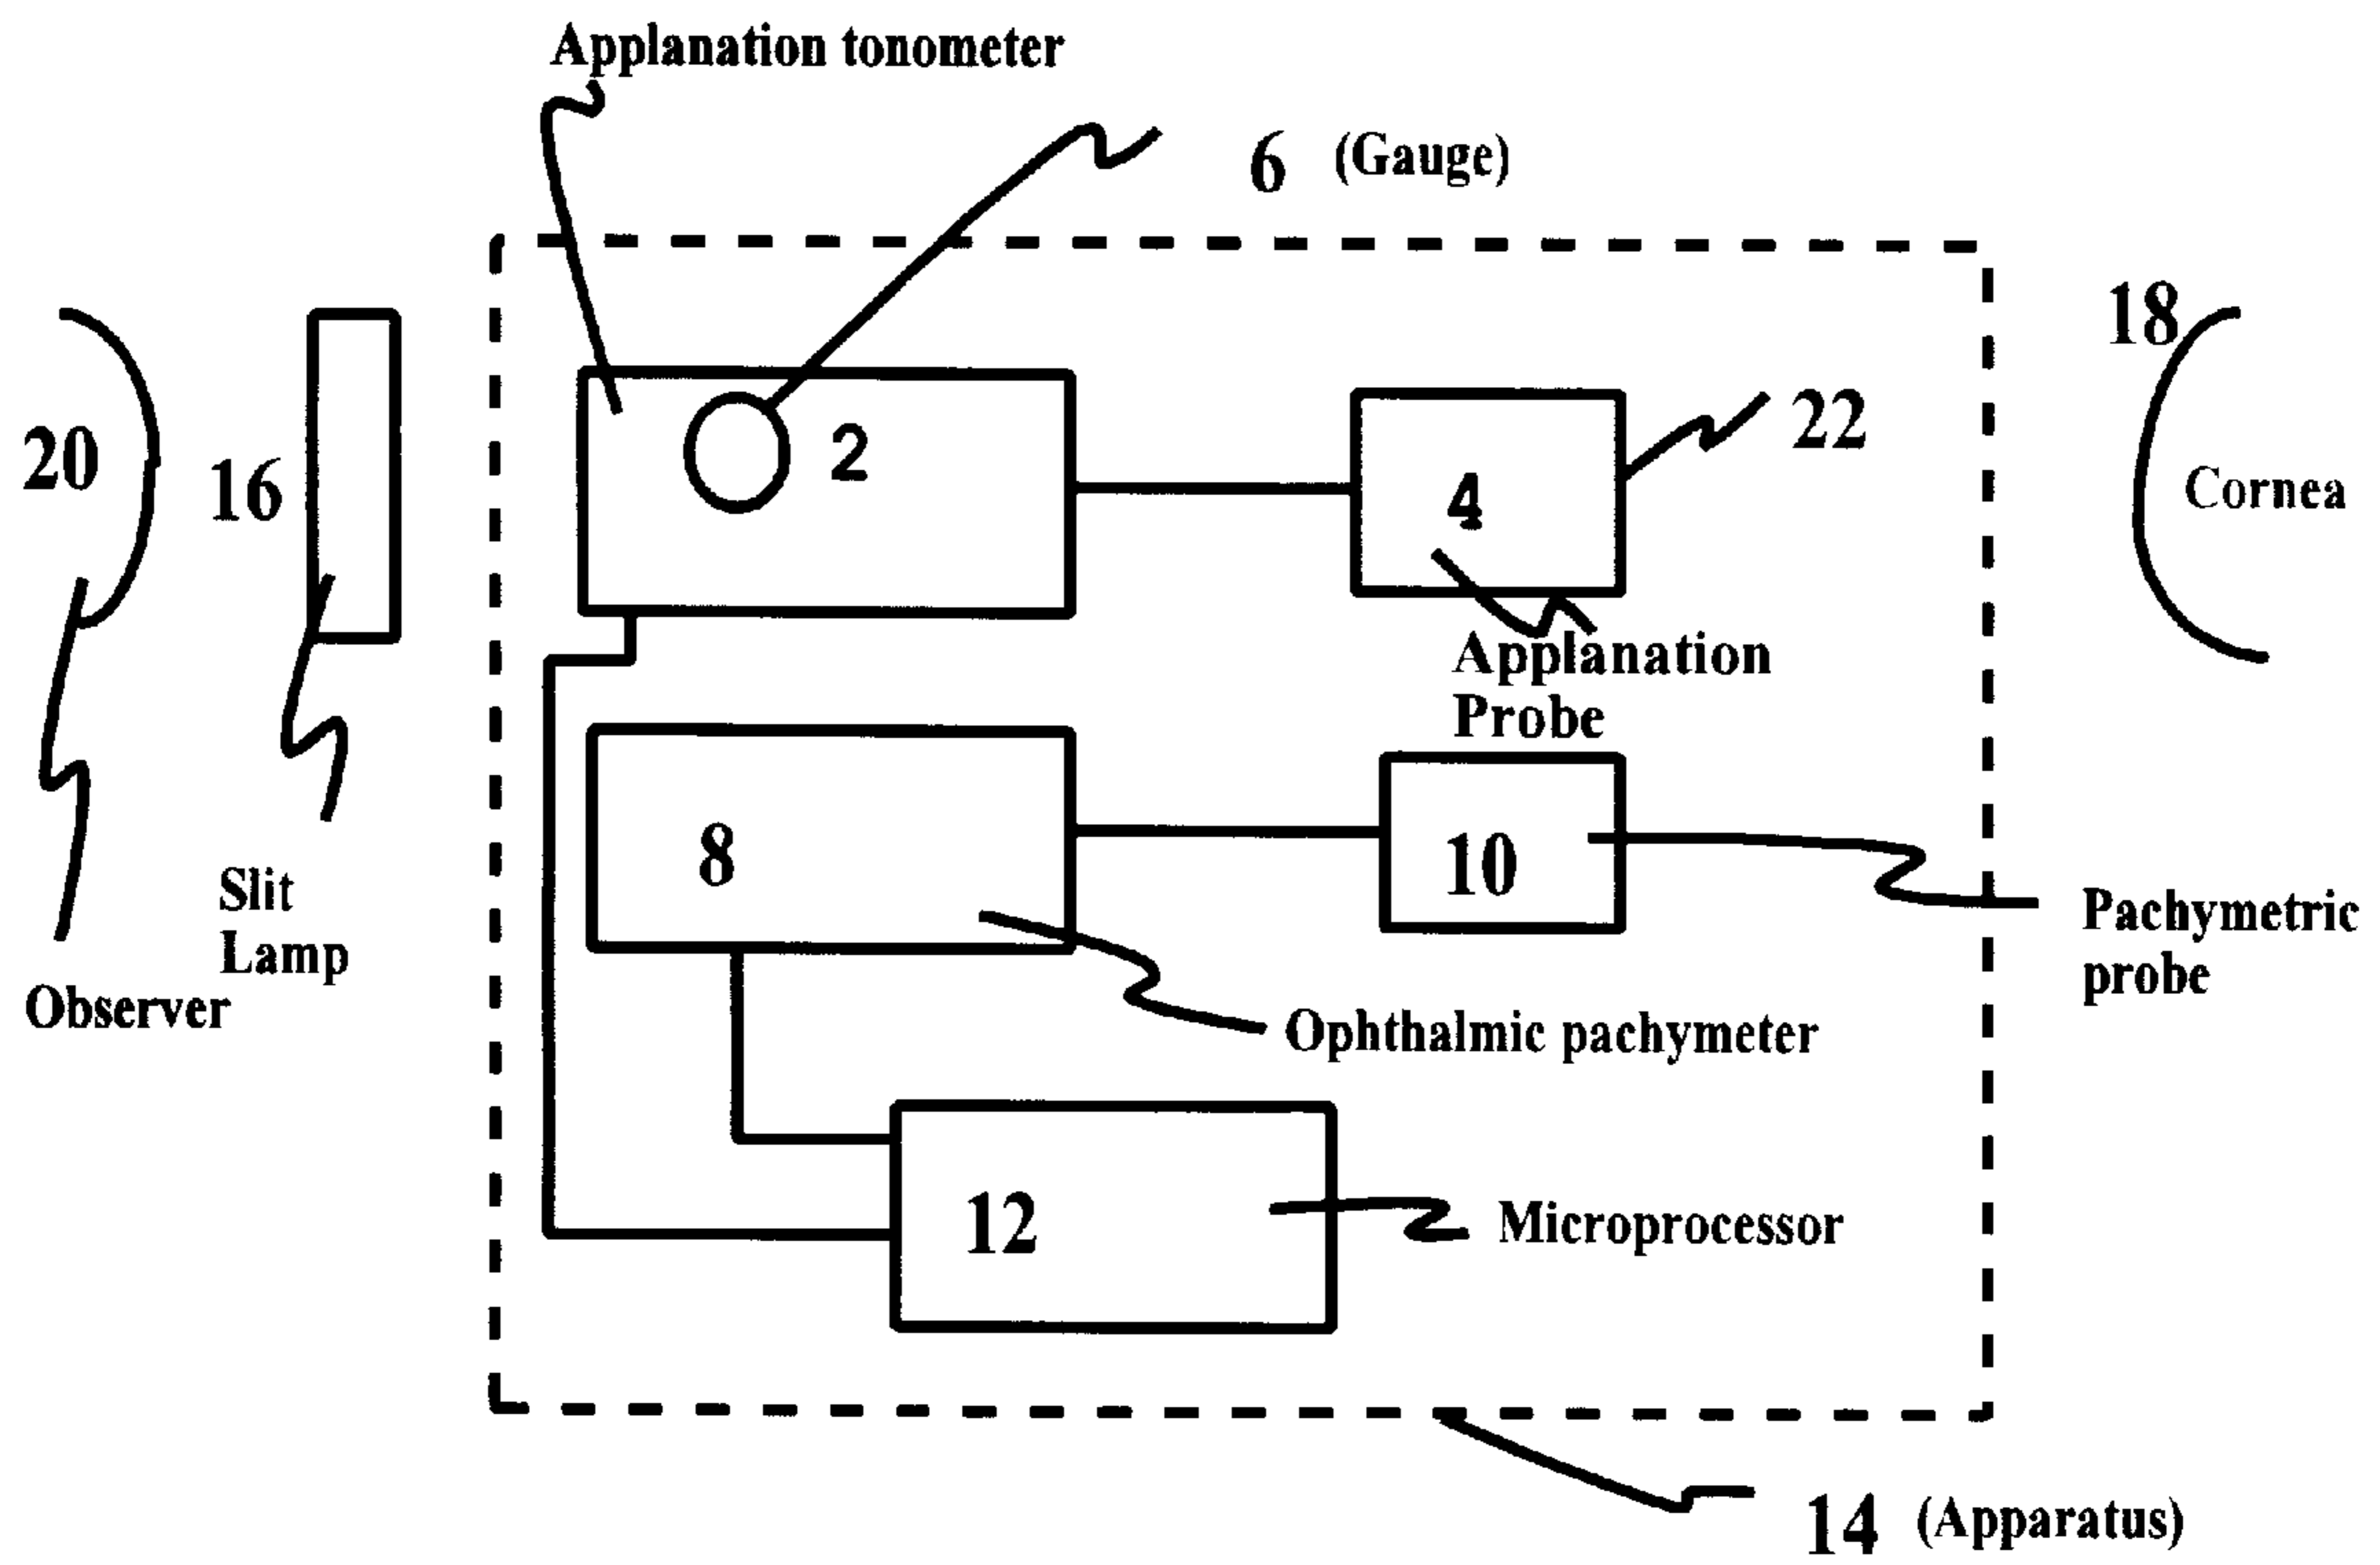 Applanation tonometer
6 (Gauge)
18
20
16
2
4
22
Cornea
Applanation
Probe
8
10
Slit
Lamp
Pachymetric
probe
Observer
Ophthalmic pachymeter
12
Microprocessor
14 (Apparatus)